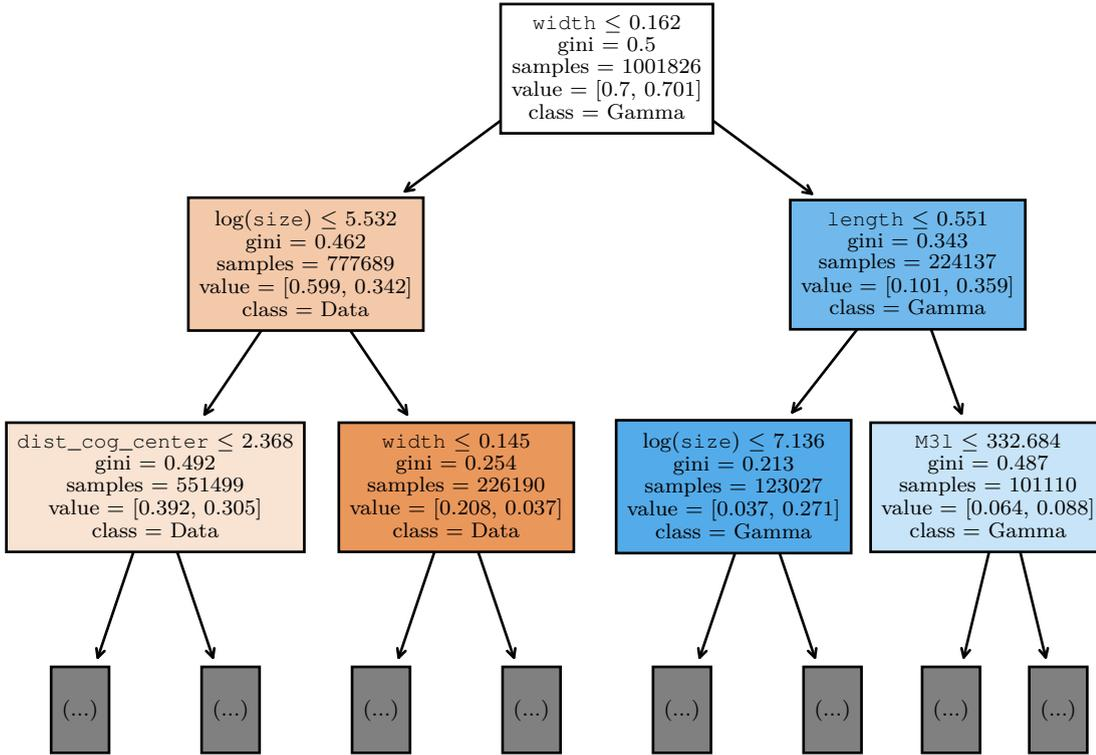 width ≤ 0.162
gini = 0.5
samples = 1001826
value = [0.7, 0.701]
class = Gamma
log(size) ≤ 5.532
gini = 0.462
samples = 777689
value = [0.599, 0.342]
class = Data
length ≤ 0.551
gini = 0.343
samples = 224137
value = [0.101, 0.359]
class = Gamma
dist_cog_center ≤ 2.368
gini = 0.492
samples = 551499
value = [0.392, 0.305]
class = Data
width ≤ 0.145
gini = 0.254
samples = 226190
value = [0.208, 0.037]
class = Data
log(size) ≤ 7.136
gini = 0.213
samples = 123027
value = [0.037, 0.271]
class = Gamma
M3l ≤ 332.684
gini = 0.487
samples = 101110
value = [0.064, 0.088]
class = Gamma
(...)
(...)
(...)
(...)
(...)
(...)
(...)
(...)